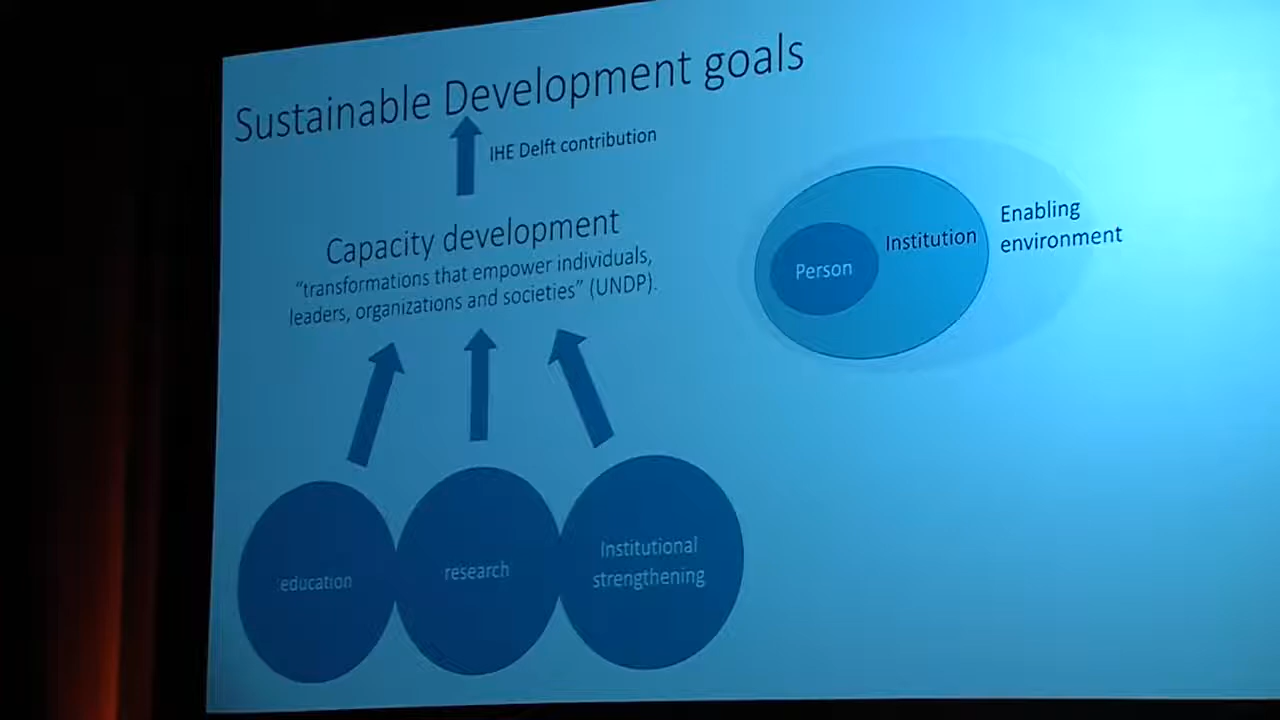 Sustainable Development goals
IHE Delft contribution
Capacity development
“transformations that empower individuals,
leaders, organizations and societies” (UNDP).
education
research
Institutional
strengthening
Person
Institution
Enabling
environment